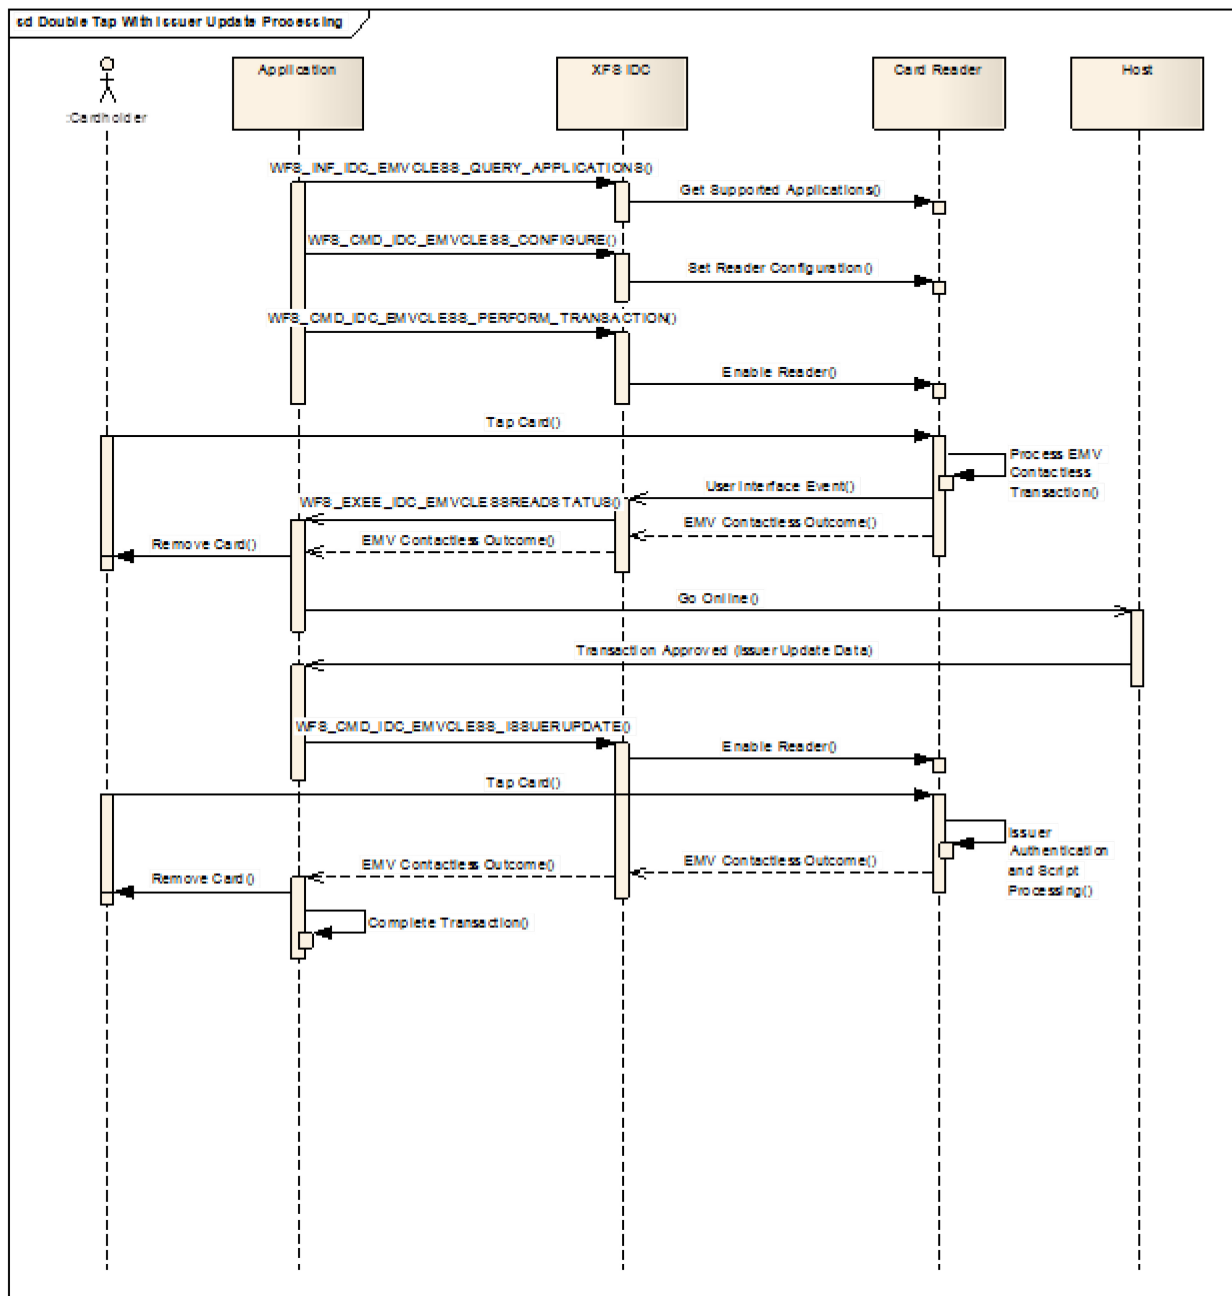 sd Double Tap With Issuer Update Processing
Application
XFS IDC
Card Reader
Host
:Cardholder
WFS_INF_IDC_EMVCLESS_QUERY_APPLICATIONS()
Get Supported Applications()
WFS_CMD_IDC_EMVCLESS_CONFIGURE()
Set Reader Configuration()
WFS_CMD_IDC_EMVCLESS_PERFORM_TRANSACTION()
Enable Reader()
Tap Card()
Process EMV
Contactless
Transaction()
User Interface Event()
WFS_EXEE_IDC_EMVCLESSREADSTATUS()
EMV Contactless Outcome()
EMV Contactless Outcome()
Remove Card()
Go Online()
Transaction Approved (Issuer Update Data)
WFS_CMD_IDC_EMVCLESS_ISSUERUPDATE()
Enable Reader()
Tap Card()
Issuer
Authentication
and Script
Processing()
EMV Contactless Outcome()
EMV Contactless Outcome()
Remove Card()
Complete Transaction()